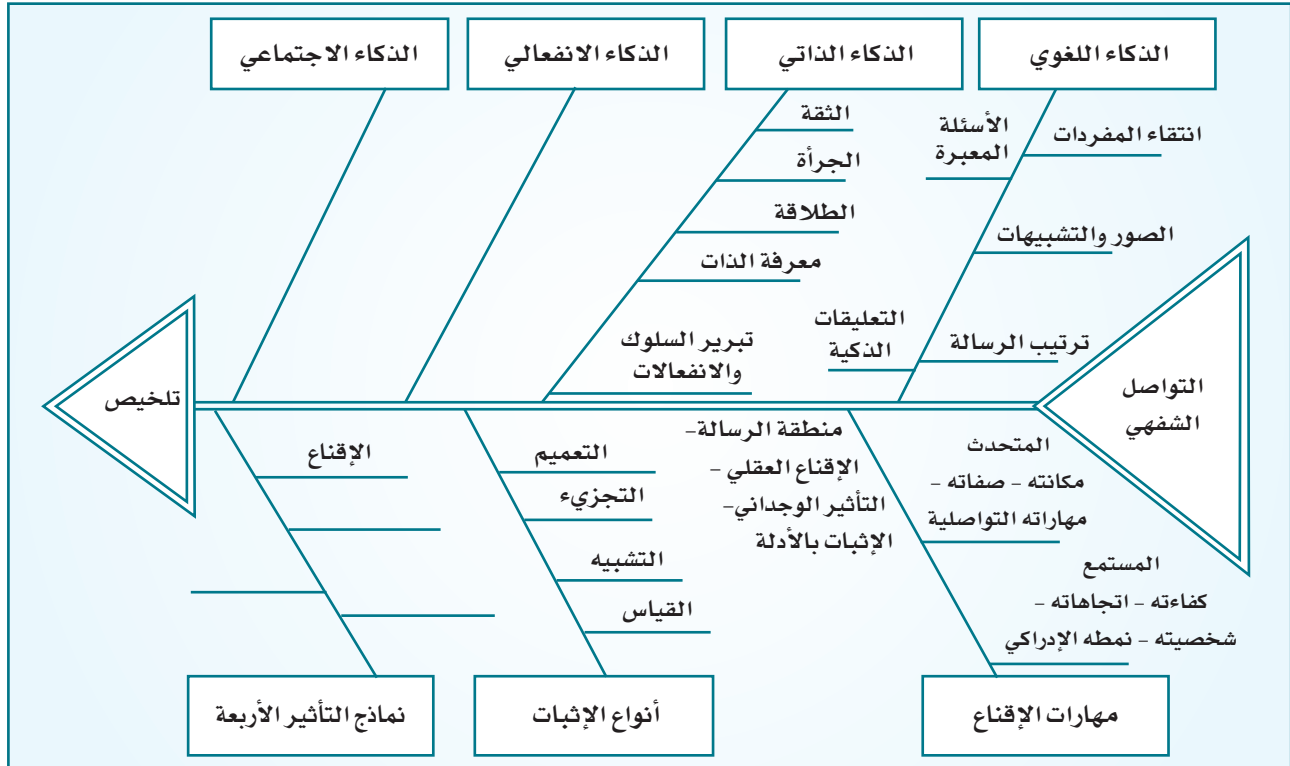 الذكاء اللغوي
الذكاء الذاتي
الذكاء الانفعالي
الذكاء الاجتماعي
انتقاء المفردات
الأسئلة
المعبرة
الصور والتشبيهات
ترتيب الرسالة
التعليقات
الذكية
الثقة
الجرأة
الطلاقة
معرفة الذات
تبرير السلوك
والانفعالات
التواصل
الشفهي
تلخيص
المتحدث
مكانته - صفاته -
مهاراته التواصلية
المستمع
كفاءته - اتجاهاته -
شخصيته - نمطه الإدراكي
منطقة الرسالة-
الإقناع العقلي -
التأثير الوجداني-
الإثبات بالأدلة
التعميم
التجزيء
التشبيه
القياس
الإقناع
مهارات الإقناع
أنواع الإثبات
نماذج التأثير الأربعة